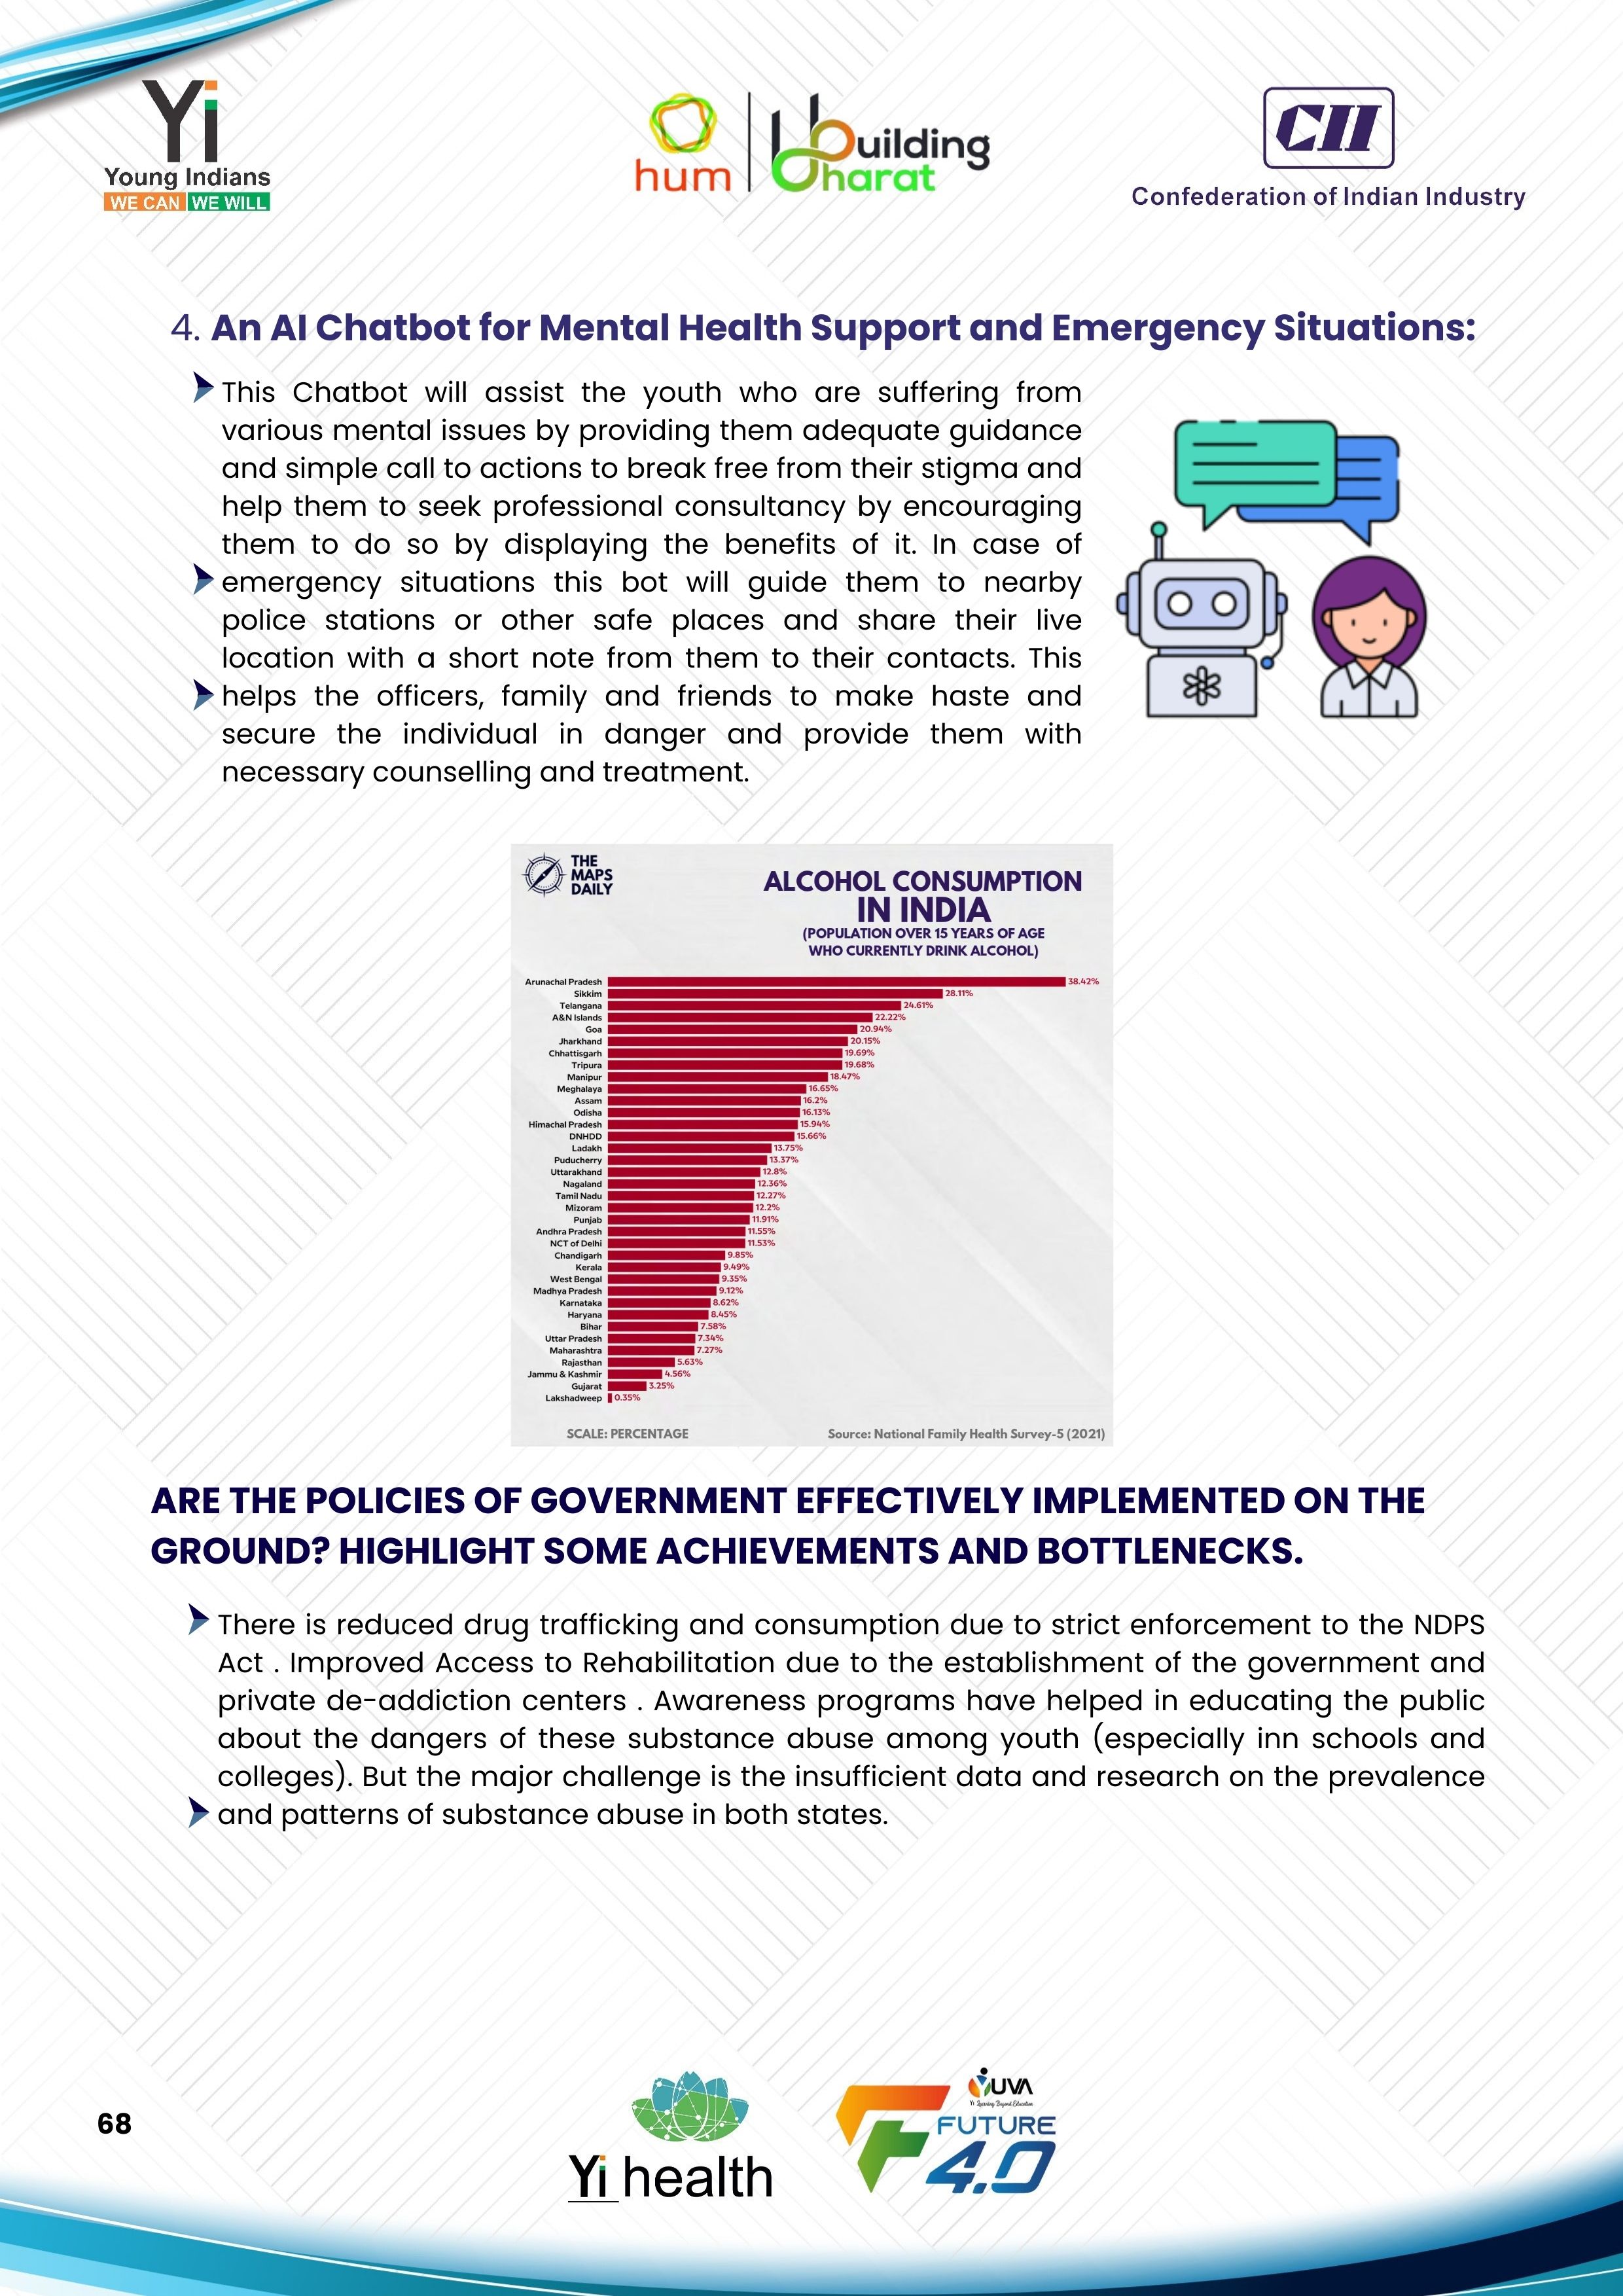 Yi
Young Indians
WE CAN WE WILL
hum
Building
Bharat
CII
Confederation of Indian Industry
4. An AI Chatbot for Mental Health Support and Emergency Situations:
This Chatbot will assist the youth who are suffering from
various mental issues by providing them adequate guidance
and simple call to actions to break free from their stigma and
help them to seek professional consultancy by encouraging
them to do so by displaying the benefits of it. In case of
emergency situations this bot will guide them to nearby
police stations or other safe places and share their live
location with a short note from them to their contacts. This
helps the officers, family and friends to make haste and
secure the individual in danger and provide them with
necessary counselling and treatment.
THE
MAPS
DAILY
ALCOHOL CONSUMPTION
IN INDIA
(POPULATION OVER 15 YEARS OF AGE
WHO CURRENTLY DRINK ALCOHOL)
Arunachal Pradesh 38.42%
Sikkim 28.11%
Telangana 24.61%
A&N Islands 22.22%
Goa 20.94%
Jharkhand 20.15%
Chhattisgarh 19.69%
Tripura 19.68%
Manipur 18.47%
Meghalaya 16.65%
Assam 16.2%
Odisha 16.13%
Himachal Pradesh 15.94%
DNHDD 15.66%
Ladakh 13.75%
Puducherry 13.37%
Uttarakhand 12.8%
Nagaland 12.36%
Tamil Nadu 12.27%
Mizoram 12.2%
Punjab 11.91%
Andhra Pradesh 11.55%
NCT of Delhi 11.53%
Chandigarh 9.85%
Kerala 9.49%
West Bengal 9.35%
Madhya Pradesh 9.12%
Karnataka 8.62%
Haryana 8.45%
Bihar 7.58%
Uttar Pradesh 7.34%
Maharashtra 7.27%
Rajasthan 5.63%
Jammu & Kashmir 4.56%
Gujarat 3.25%
Lakshadweep 0.35%
SCALE: PERCENTAGE
Source: National Family Health Survey-5 (2021)
ARE THE POLICIES OF GOVERNMENT EFFECTIVELY IMPLEMENTED ON THE
GROUND? HIGHLIGHT SOME ACHIEVEMENTS AND BOTTLENECKS.
There is reduced drug trafficking and consumption due to strict enforcement to the NDPS
Act . Improved Access to Rehabilitation due to the establishment of the government and
private de-addiction centers . Awareness programs have helped in educating the public
about the dangers of these substance abuse among youth (especially inn schools and
colleges). But the major challenge is the insufficient data and research on the prevalence
and patterns of substance abuse in both states.
68
Yi health
YUVA
Yi Learning Beyond Education
FUTURE
4.0